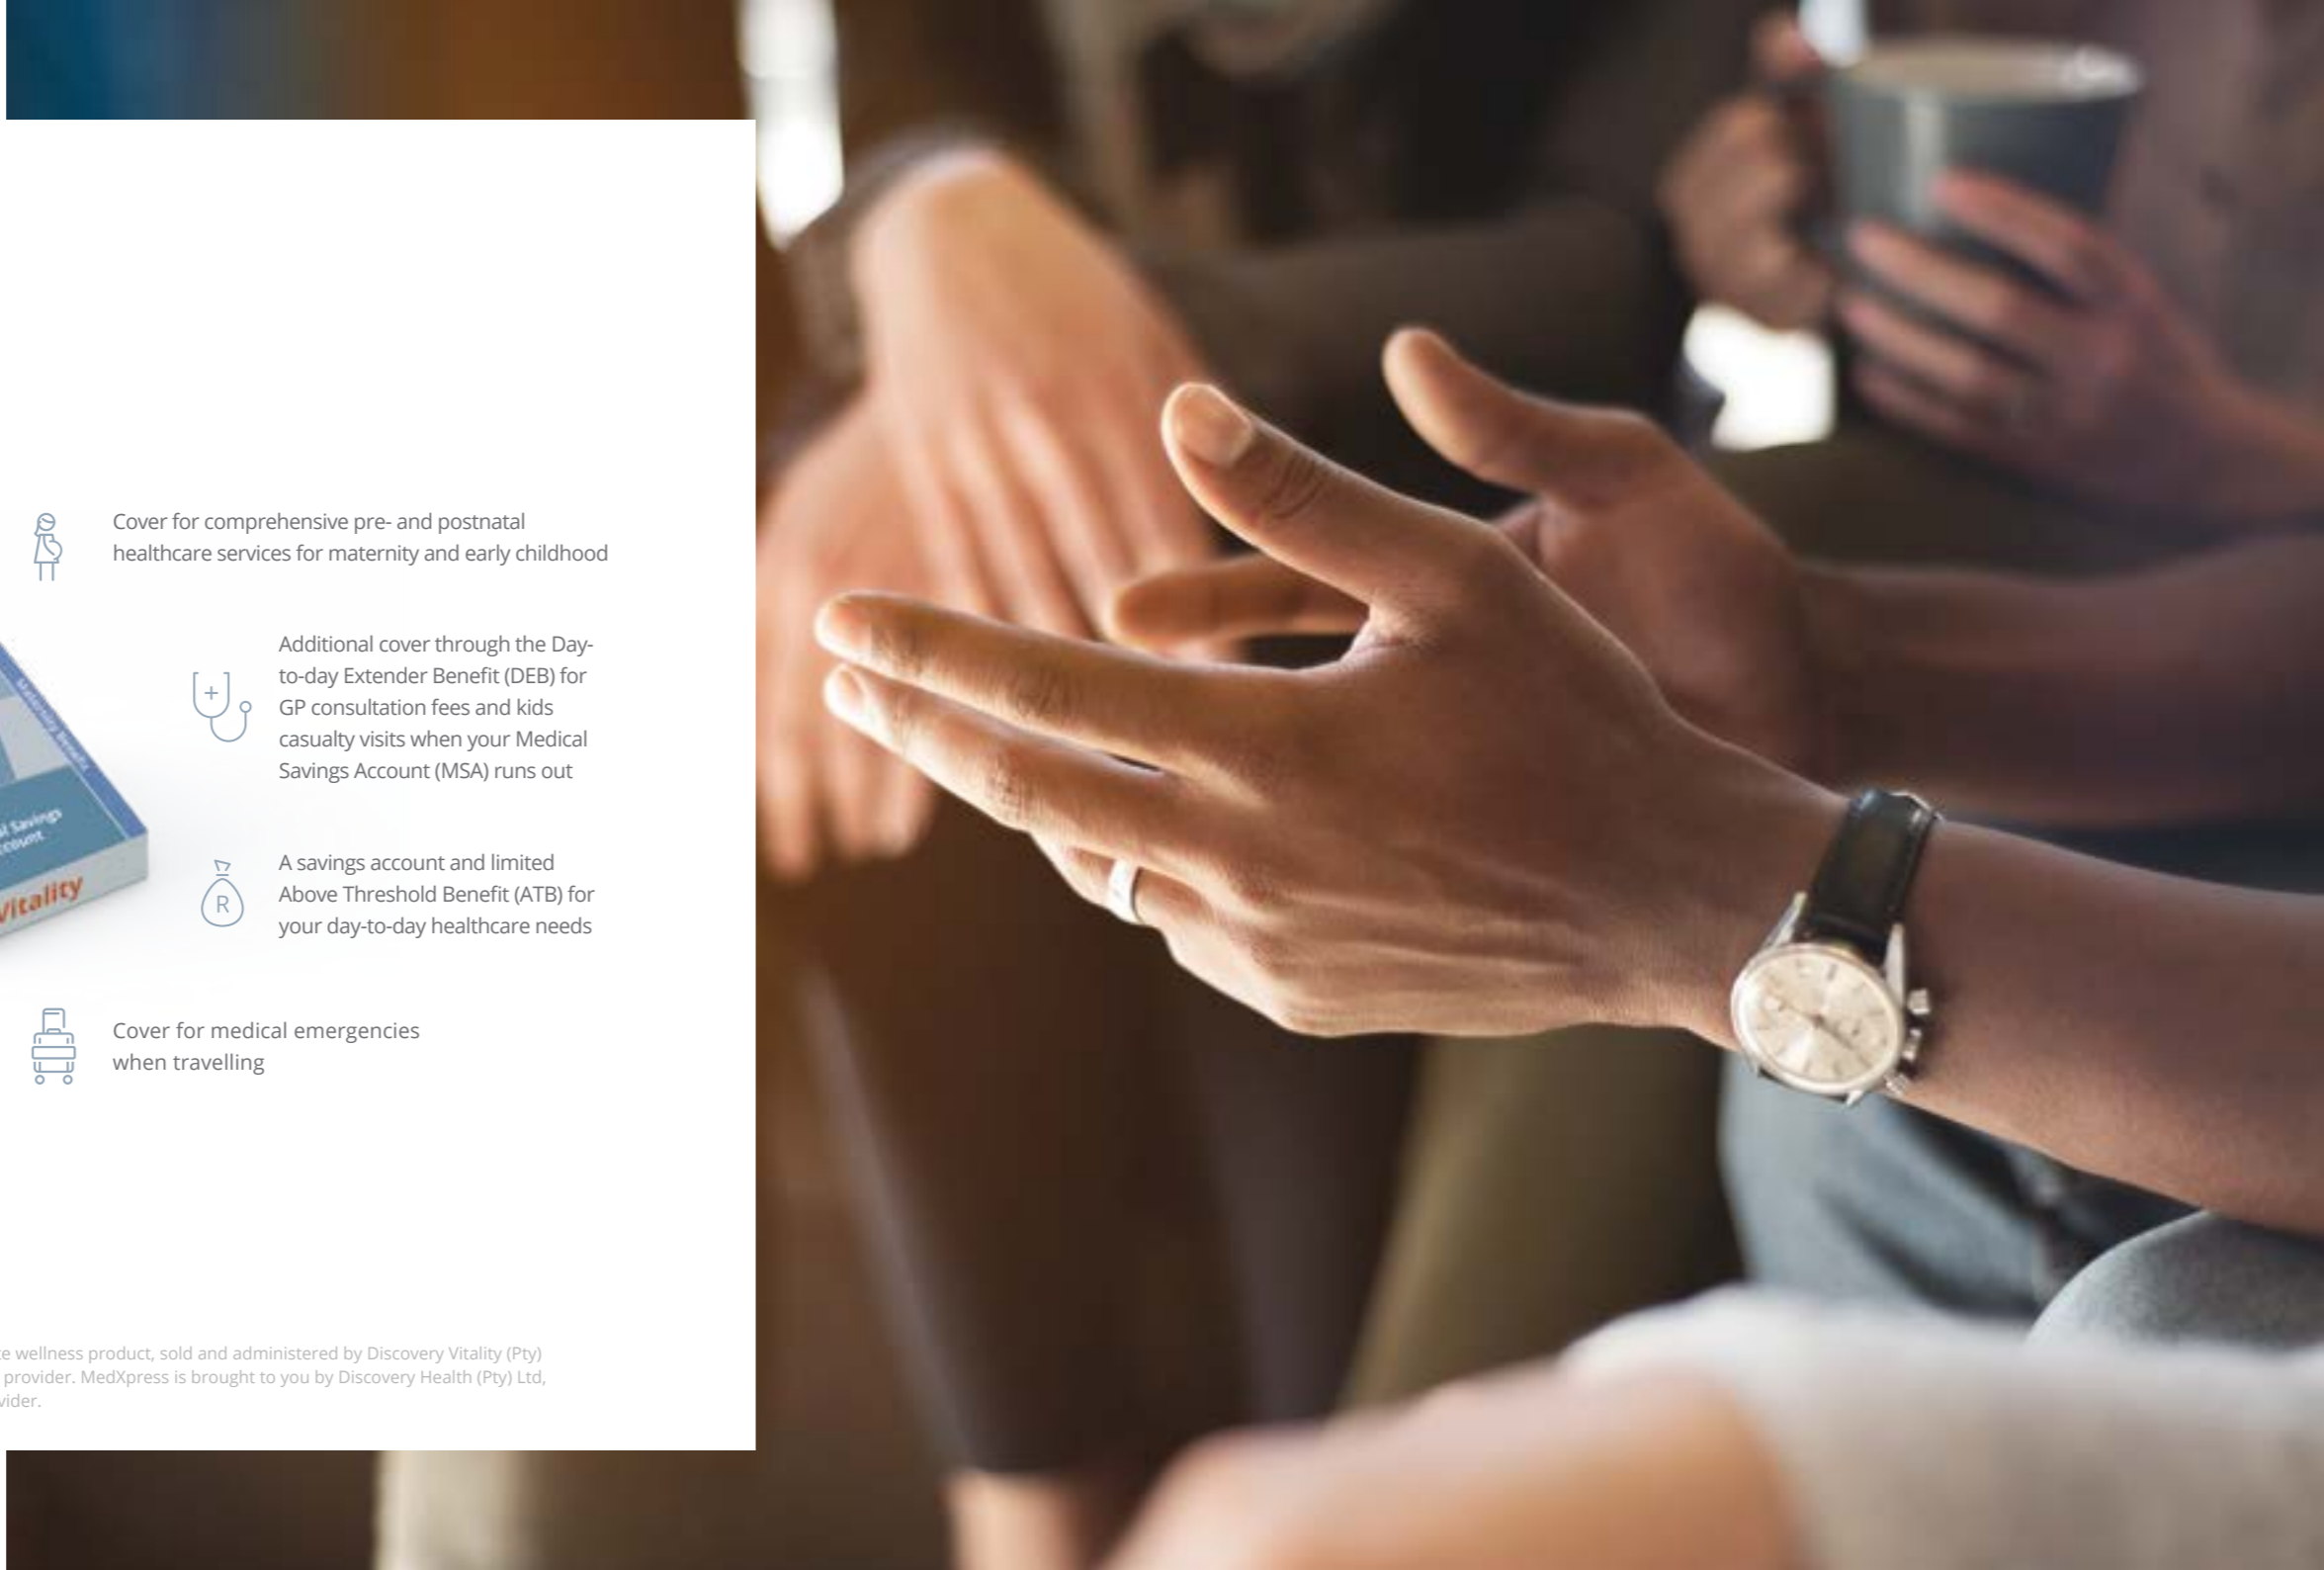 Cover for comprehensive pre- and postnatal
healthcare services for maternity and early childhood
Additional cover through the Day-
to-day Extender Benefit (DEB) for
GP consultation fees and kids
casualty visits when your Medical
Savings Account (MSA) runs out
Maternity Benefit
Savings
Vitality
R
A savings account and limited
Above Threshold Benefit (ATB) for
your day-to-day healthcare needs
Cover for medical emergencies
when travelling
wellness product, sold and administered by Discovery Vitality (Pty)
provider. MedXpress is brought to you by Discovery Health (Pty) Ltd,